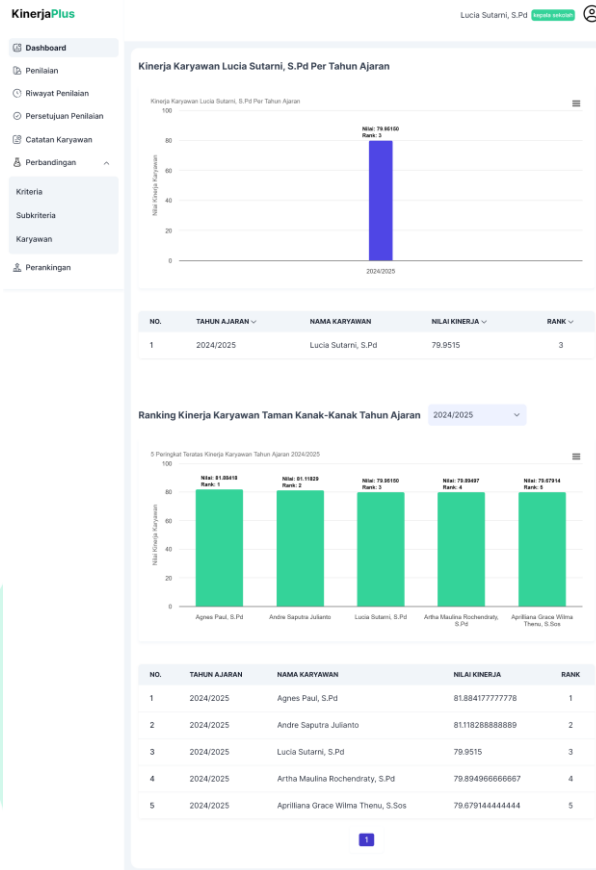 KinerjaPlus
Lucia Sutarni, S.Pd kepala sekolah
Dashboard
Penilaian
Riwayat Penilaian
Persetujuan Penilaian
Catatan Karyawan
Perbandingan
Kriteria
Subkriteria
Karyawan
Perankingan
Kinerja Karyawan Lucia Sutarni, S.Pd Per Tahun Ajaran
Kinerja Karyawan Lucia Sutarni, S.Pd Per Tahun Ajaran
100
80
60
40
20
0
Nilai Kinerja Karyawan
Nilai: 79.95150
Rank: 3
2024/2025
NO. TAHUN AJARAN NAMA KARYAWAN NILAI KINERJA RANK
1 2024/2025 Lucia Sutarni, S.Pd 79.9515 3
Ranking Kinerja Karyawan Taman Kanak-Kanak Tahun Ajaran 2024/2025
5 Peringkat Teratas Kinerja Karyawan Tahun Ajaran 2024/2025
100
80
60
40
20
0
Nilai Kinerja Karyawan
Nilai: 81.88418
Rank: 1
Nilai: 81.11829
Rank: 2
Nilai: 79.95150
Rank: 3
Nilai: 79.89497
Rank: 4
Nilai: 79.67914
Rank: 5
Agnes Paul, S.Pd
Andre Saputra Julianto
Lucia Sutarni, S.Pd
Artha Maulina Rochendraty,
S.Pd
Aprilliana Grace Wilma
Thenu, S.Sos
NO. TAHUN AJARAN NAMA KARYAWAN NILAI KINERJA RANK
1 2024/2025 Agnes Paul, S.Pd 81.884177777778 1
2 2024/2025 Andre Saputra Julianto 81.118288888889 2
3 2024/2025 Lucia Sutarni, S.Pd 79.9515 3
4 2024/2025 Artha Maulina Rochendraty, S.Pd 79.894966666667 4
5 2024/2025 Aprilliana Grace Wilma Thenu, S.Sos 79.679144444444 5
1